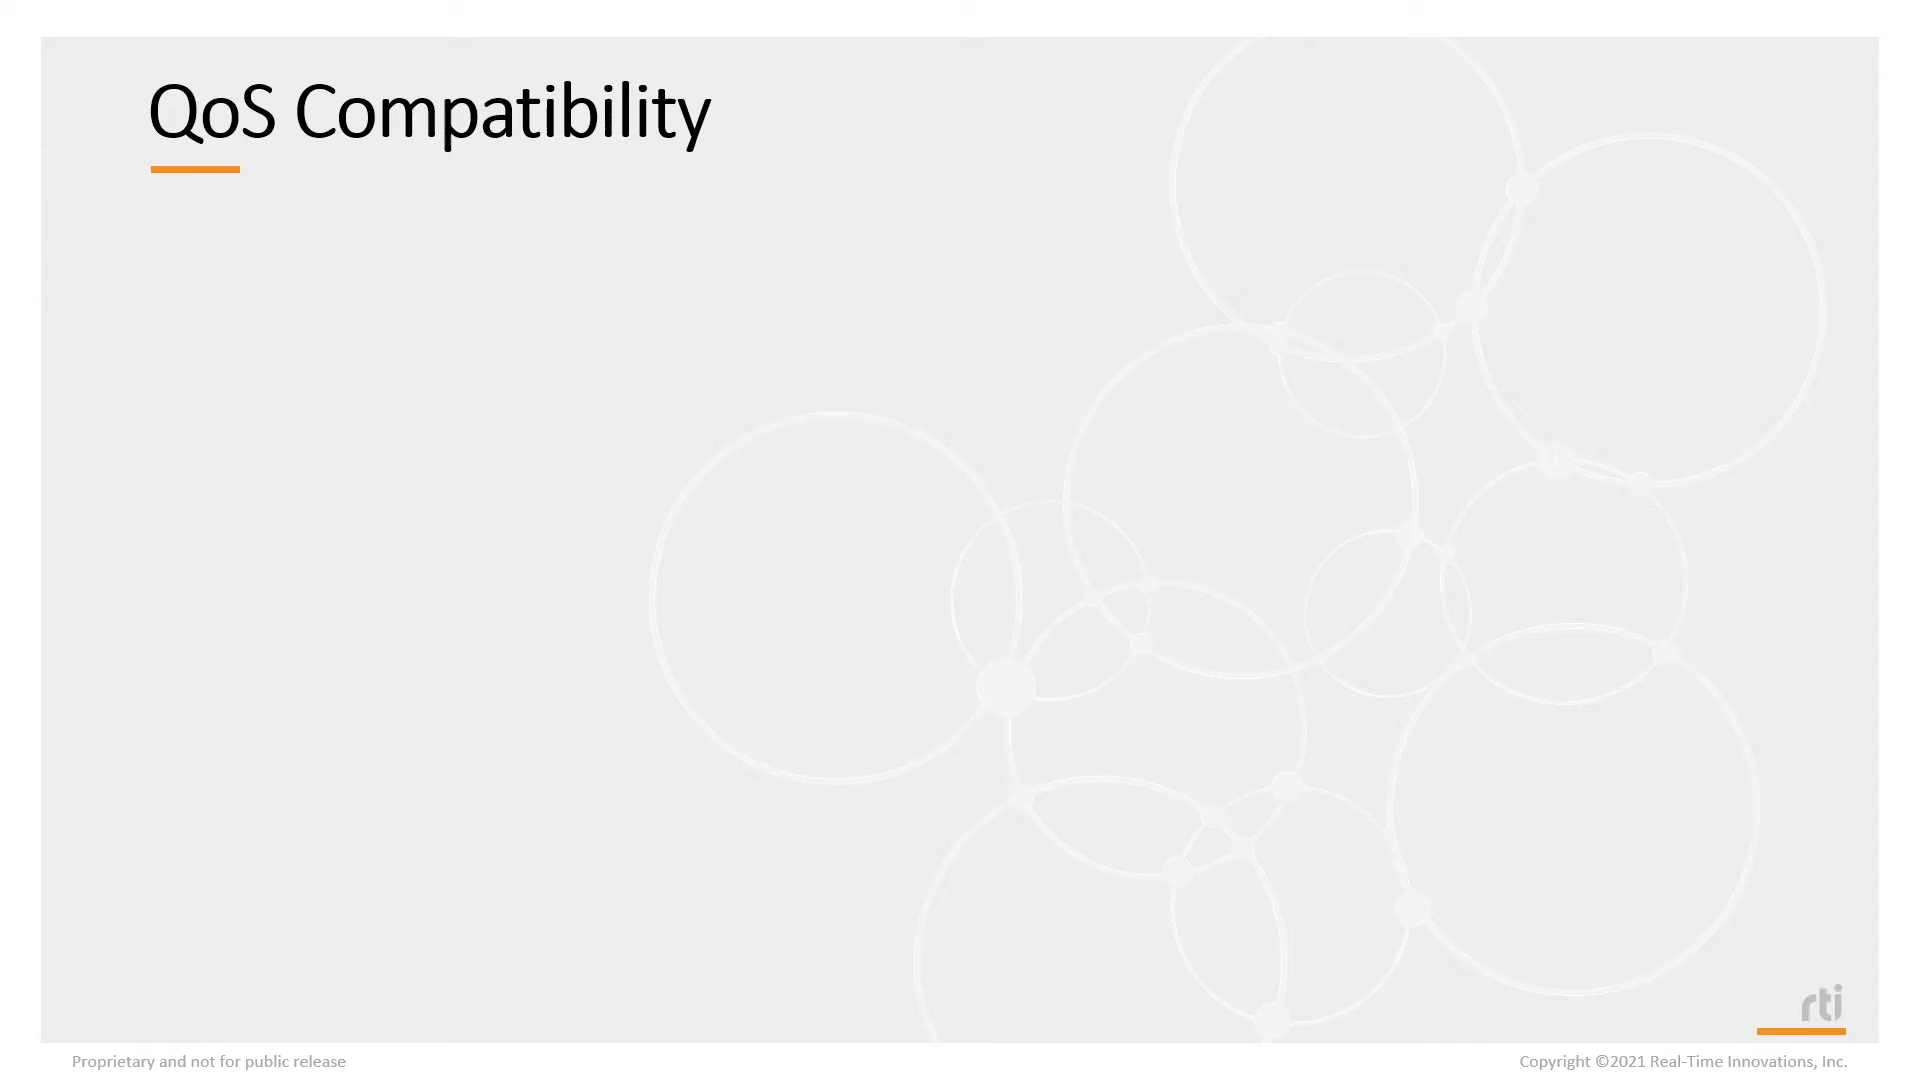 QoS Compatibility
rti
Proprietary and not for public release
Copyright ©2021 Real-Time Innovations, Inc.